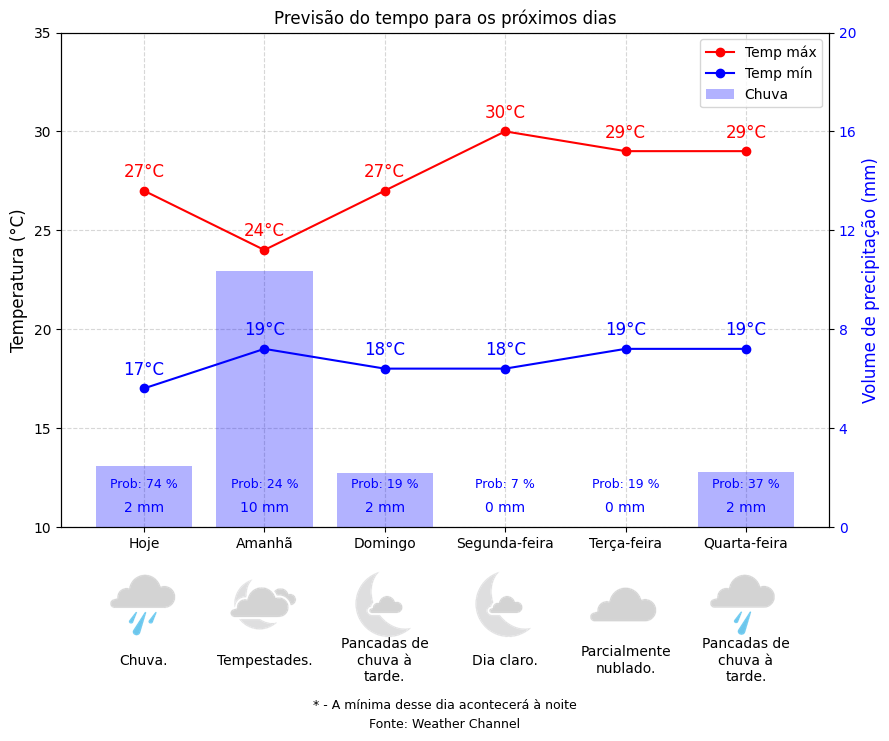 Previsão do tempo para os próximos dias
35
30
25
20
15
10
Temperatura (°C)
20
16
12
8
4
0
Volume de precipitação (mm)
Temp máx
Temp mín
Chuva
27°C
24°C
27°C
30°C
29°C
29°C
17°C
19°C
18°C
18°C
19°C
19°C
Prob: 74 %
Prob: 24 %
Prob: 19 %
Prob: 7 %
Prob: 19 %
Prob: 37 %
2 mm
10 mm
2 mm
0 mm
0 mm
2 mm
Hoje
Amanhã
Domingo
Segunda-feira
Terça-feira
Quarta-feira
Chuva.
Tempestades.
Pancadas de
chuva à
tarde.
Dia claro.
Parcialmente
nublado.
Pancadas de
chuva à
tarde.
* - A mínima desse dia acontecerá à noite
Fonte: Weather Channel